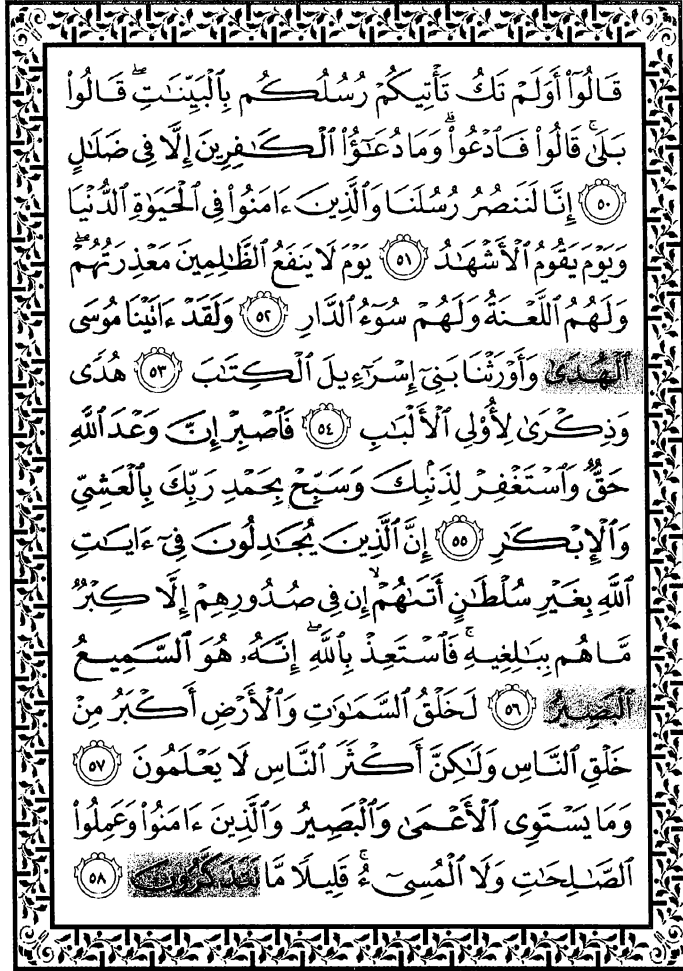 قَالُوٓا۟ أَوَلَمْ تَكُ تَأْتِيكُمْ رُسُلُكُم بِٱلْبَيِّنَـٰتِ ۖ قَالُوا۟
بَلَىٰ ۚ قَالُوا۟ فَٱدْعُوا۟ ۗ وَمَا دُعَـٰٓؤُا۟ ٱلْكَـٰفِرِينَ إِلَّا فِى ضَلَـٰلٍ
٥٠ إِنَّا لَنَنصُرُ رُسُلَنَا وَٱلَّذِينَ ءَامَنُوا۟ فِى ٱلْحَيَوٰةِ ٱلدُّنْيَا
وَيَوْمَ يَقُومُ ٱلْأَشْهَـٰدُ ٥١ يَوْمَ لَا يَنفَعُ ٱلظَّـٰلِمِينَ مَعْذِرَتُهُمْ ۖ
وَلَهُمُ ٱللَّعْنَةُ وَلَهُمْ سُوٓءُ ٱلدَّارِ ٥٢ وَلَقَدْ ءَاتَيْنَا مُوسَى
ٱلْهُدَىٰ وَأَوْرَثْنَا بَنِىٓ إِسْرَٰٓءِيلَ ٱلْكِتَـٰبَ ٥٣ هُدًى
وَذِكْرَىٰ لِأُو۟لِى ٱلْأَلْبَـٰبِ ٥٤ فَٱصْبِرْ إِنَّ وَعْدَ ٱللَّهِ
حَقٌّ وَٱسْتَغْفِرْ لِذَنۢبِكَ وَسَبِّحْ بِحَمْدِ رَبِّكَ بِٱلْعَشِىِّ
وَٱلْإِبْكَـٰرِ ٥٥ إِنَّ ٱلَّذِينَ يُجَـٰدِلُونَ فِىٓ ءَايَـٰتِ
ٱللَّهِ بِغَيْرِ سُلْطَـٰنٍ أَتَىٰهُمْ ۙ إِن فِى صُدُورِهِمْ إِلَّا كِبْرٌ
مَّا هُم بِبَـٰلِغِيهِ ۚ فَٱسْتَعِذْ بِٱللَّهِ ۖ إِنَّهُۥ هُوَ ٱلسَّمِيعُ
ٱلْبَصِيرُ ٥٦ لَخَلْقُ ٱلسَّمَـٰوَٰتِ وَٱلْأَرْضِ أَكْبَرُ مِنْ
خَلْقِ ٱلنَّاسِ وَلَـٰكِنَّ أَكْثَرَ ٱلنَّاسِ لَا يَعْلَمُونَ ٥٧
وَمَا يَسْتَوِى ٱلْأَعْمَىٰ وَٱلْبَصِيرُ وَٱلَّذِينَ ءَامَنُوا۟ وَعَمِلُوا۟
ٱلصَّـٰلِحَـٰتِ وَلَا ٱلْمُسِىٓءُ ۚ قَلِيلًا مَّا تَتَذَكَّرُونَ ٥٨